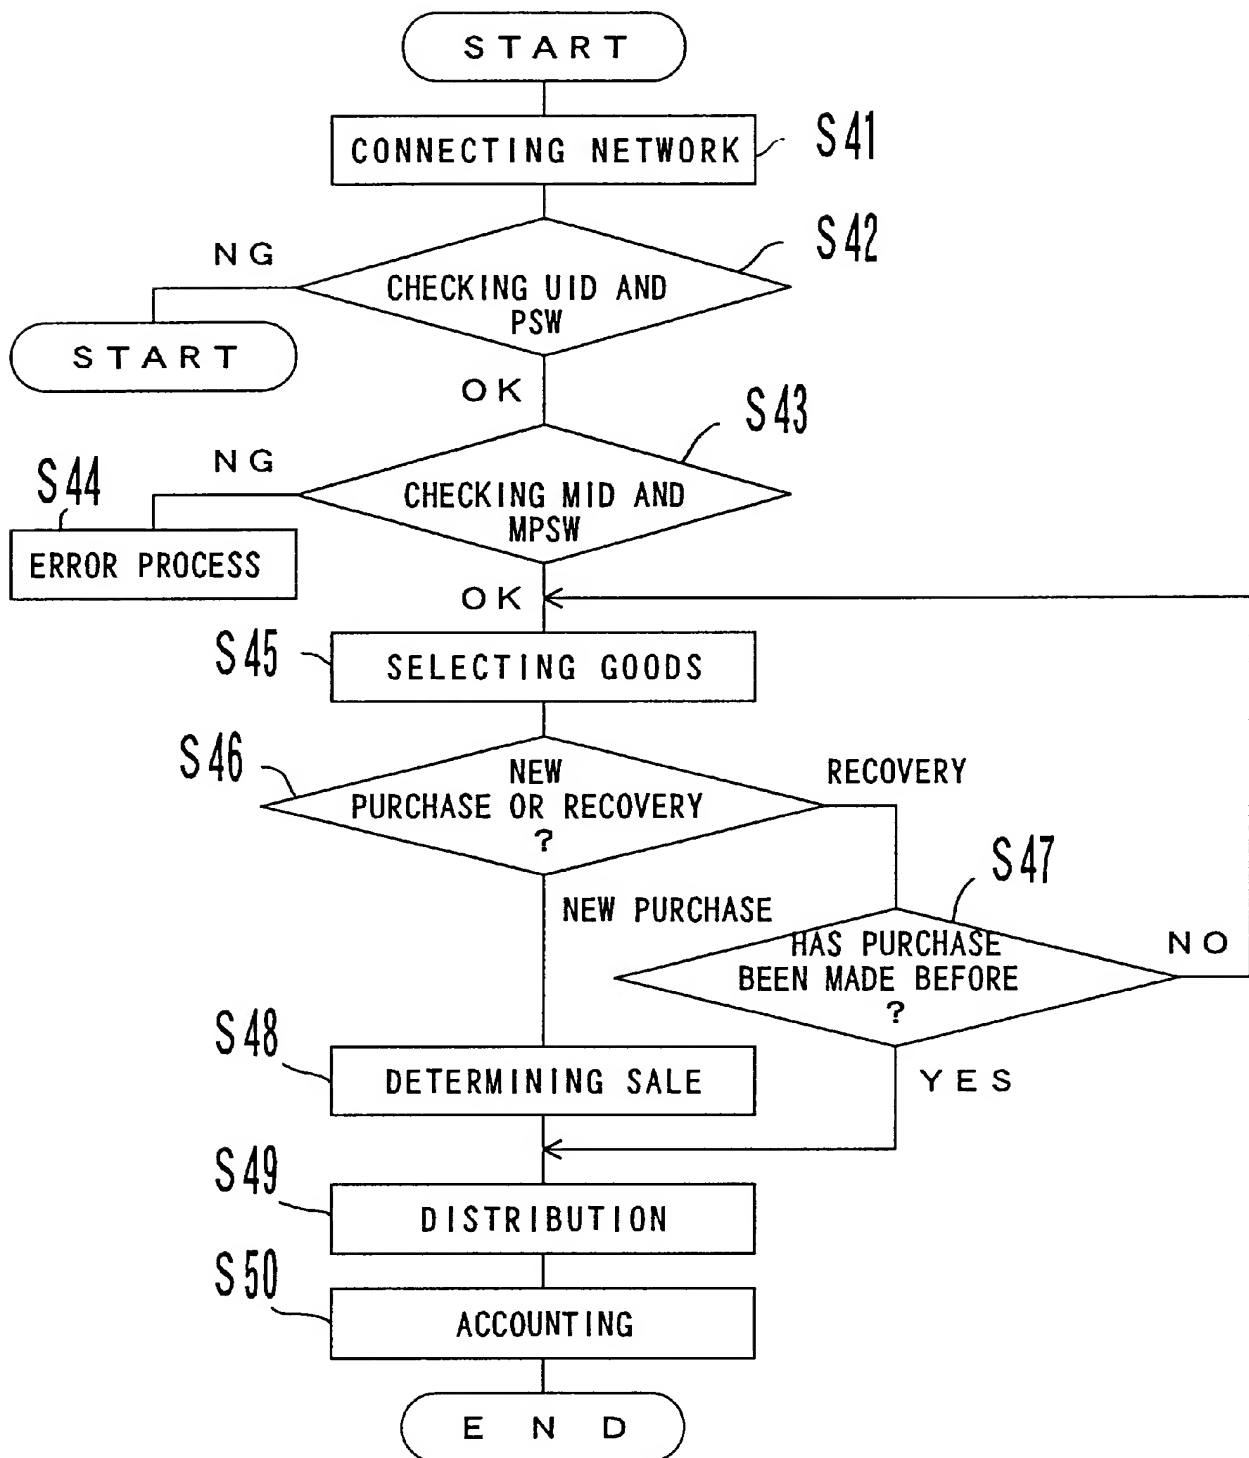 START
CONNECTING NETWORK
S41
S42
NG
CHECKING UID AND
PSW
START
OK
S43
NG
S44
CHECKING MID AND
MPSW
ERROR PROCESS
OK
S45
SELECTING GOODS
S46
NEW
PURCHASE OR RECOVERY
?
RECOVERY
S47
NEW PURCHASE
HAS PURCHASE
BEEN MADE BEFORE
?
NO
S48
DETERMINING SALE
YES
S49
DISTRIBUTION
S50
ACCOUNTING
END